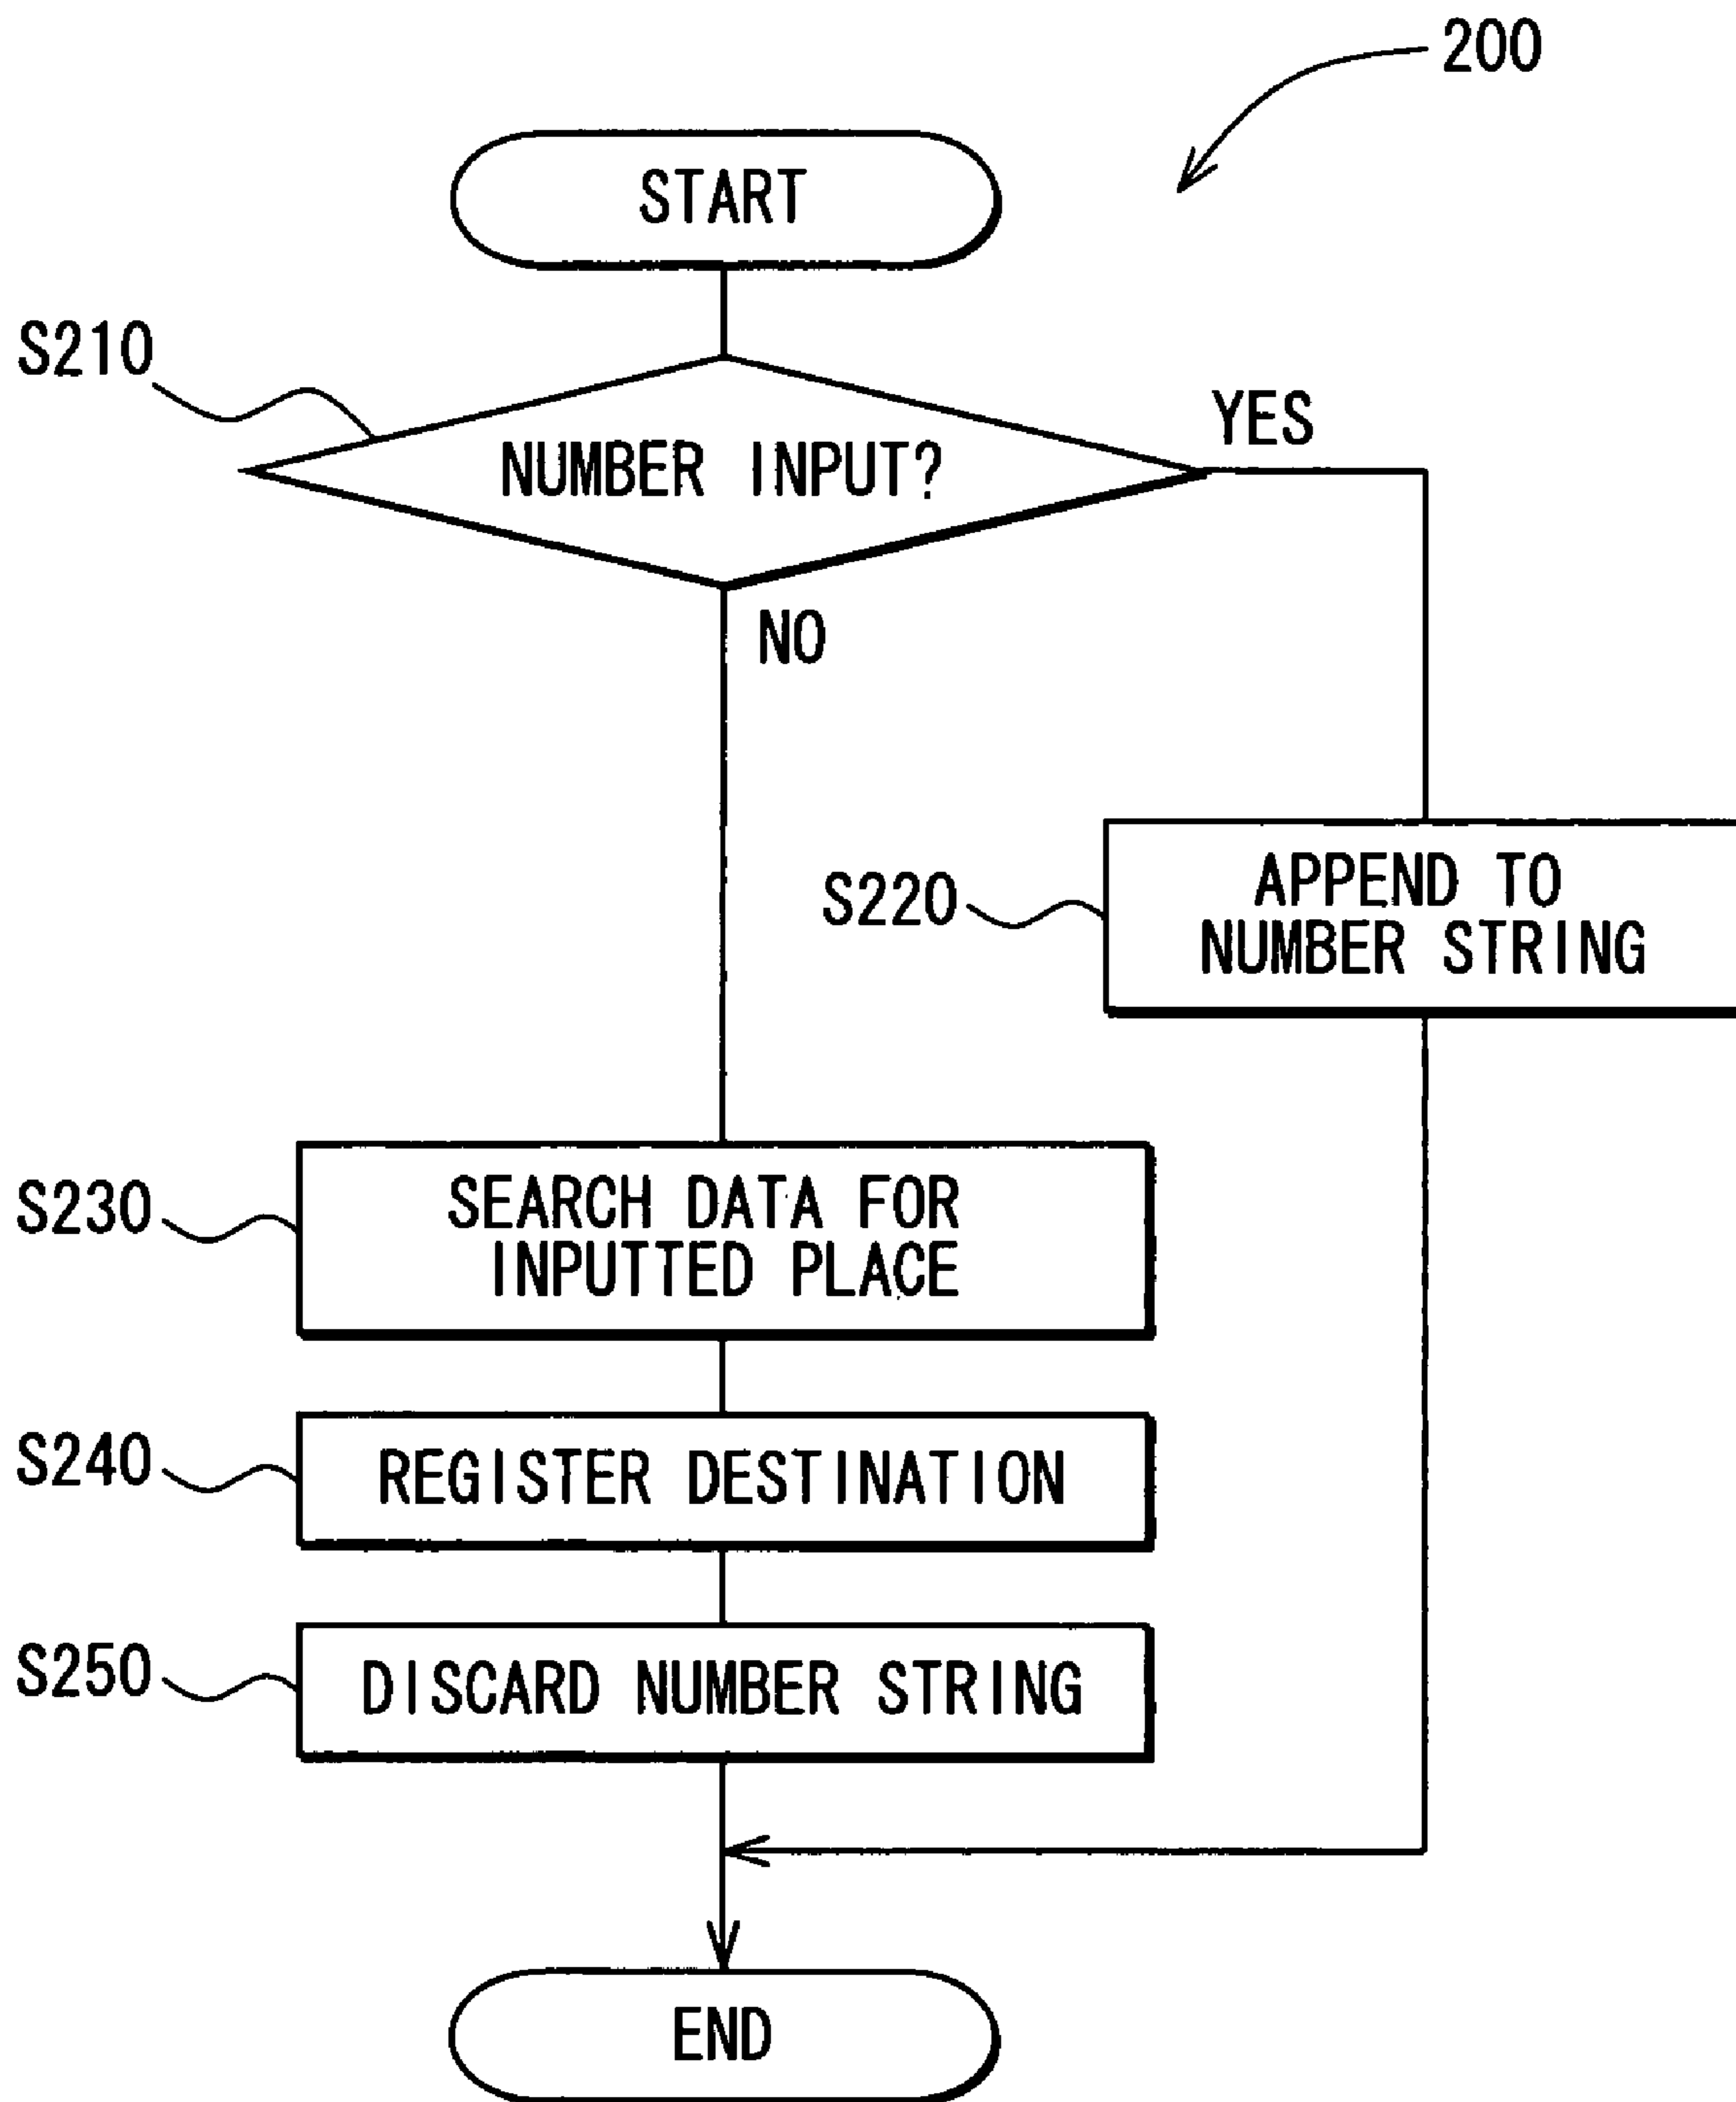 200
START
S210
NUMBER INPUT?
YES
NO
S220
APPEND TO
NUMBER STRING
S230
SEARCH DATA FOR
INPUTTED PLACE
S240
REGISTER DESTINATION
S250
DISCARD NUMBER STRING
END